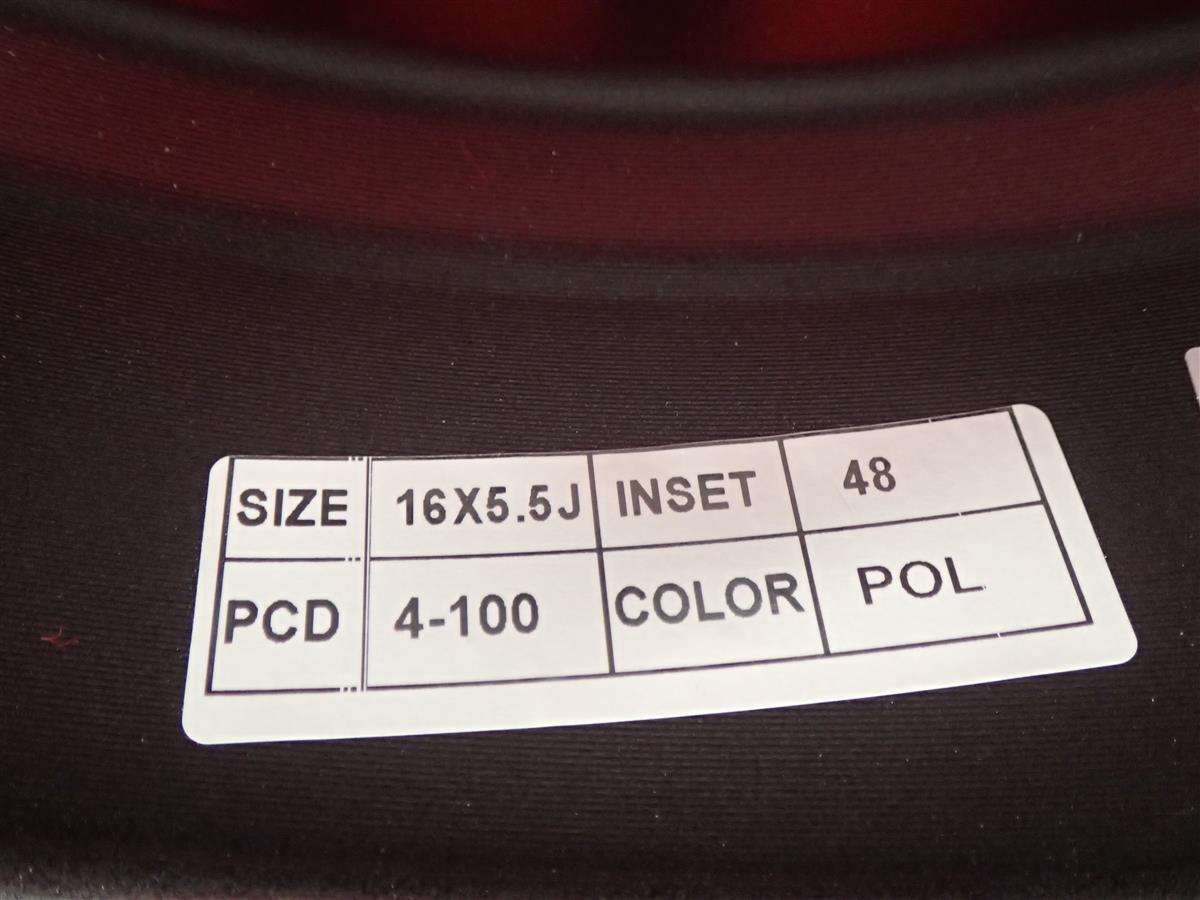 SIZE 16X5.5J INSET 48
PCD 4-100 COLOR POL